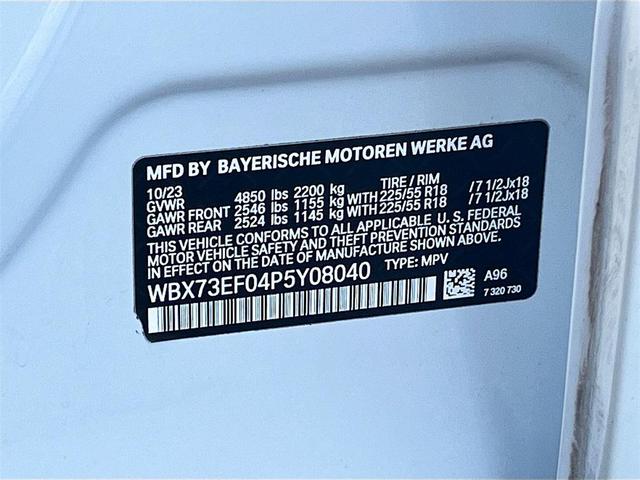 MFD BY BAYERISCHE MOTOREN WERKE AG
10/23 TIRE / RIM
GVWR 4850 lbs 2200 kg
GAWR FRONT 2546 lbs 1155 kg WITH 225/55 R18 /7 1/2Jx18
GAWR REAR 2524 lbs 1145 kg WITH 225/55 R18 /7 1/2Jx18
THIS VEHICLE CONFORMS TO ALL APPLICABLE U. S. FEDERAL
MOTOR VEHICLE SAFETY AND THEFT PREVENTION STANDARDS
IN EFFECT ON THE DATE OF MANUFACTURE SHOWN ABOVE.
WBX73EF04P5Y08040 TYPE: MPV
A96
7 320 730